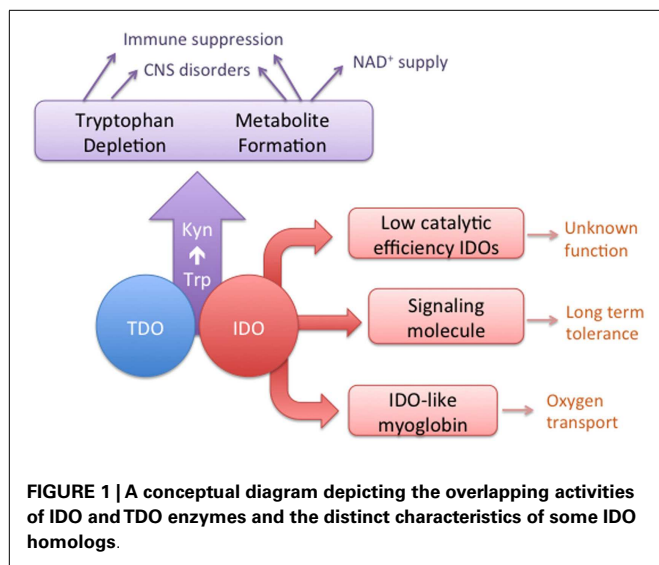 Immune suppression
CNS disorders
NAD⁺ supply
Tryptophan
Depletion
Metabolite
Formation
Kyn
Trp
TDO
IDO
Low catalytic
efficiency IDOs
Unknown
function
Signaling
molecule
Long term
tolerance
IDO-like
myoglobin
Oxygen
transport
FIGURE 1 | A conceptual diagram depicting the overlapping activities
of IDO and TDO enzymes and the distinct characteristics of some IDO
homologs.